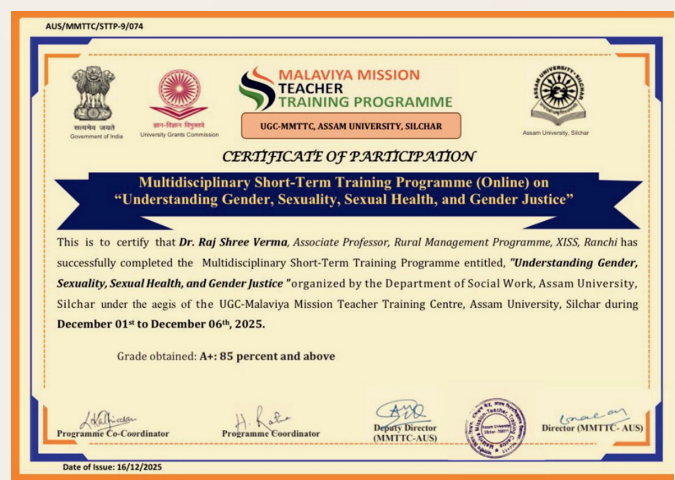 AUS/MMTTC/STTP-9/074
MALAVIYA MISSION
TEACHER
TRAINING PROGRAMME
सत्यमेव जयते
Government of India
ज्ञान-विज्ञान विमुक्तये
University Grants Commission
UGC-MMTTC, ASSAM UNIVERSITY, SILCHAR
ASSAM UNIVERSITY SILCHAR
Assam University, Silchar
CERTIFICATE OF PARTICIPATION
Multidisciplinary Short-Term Training Programme (Online) on
“Understanding Gender, Sexuality, Sexual Health, and Gender Justice”
This is to certify that Dr. Raj Shree Verma, Associate Professor, Rural Management Programme, XISS, Ranchi has
successfully completed the Multidisciplinary Short-Term Training Programme entitled, "Understanding Gender,
Sexuality, Sexual Health, and Gender Justice "organized by the Department of Social Work, Assam University,
Silchar under the aegis of the UGC-Malaviya Mission Teacher Training Centre, Assam University, Silchar during
December 01st to December 06th, 2025.
Grade obtained: A+: 85 percent and above
Programme Co-Coordinator
Programme Coordinator
Deputy Director
(MMTTC-AUS)
Assam University
Silchar
Director (MMTTC- AUS)
Date of Issue: 16/12/2025